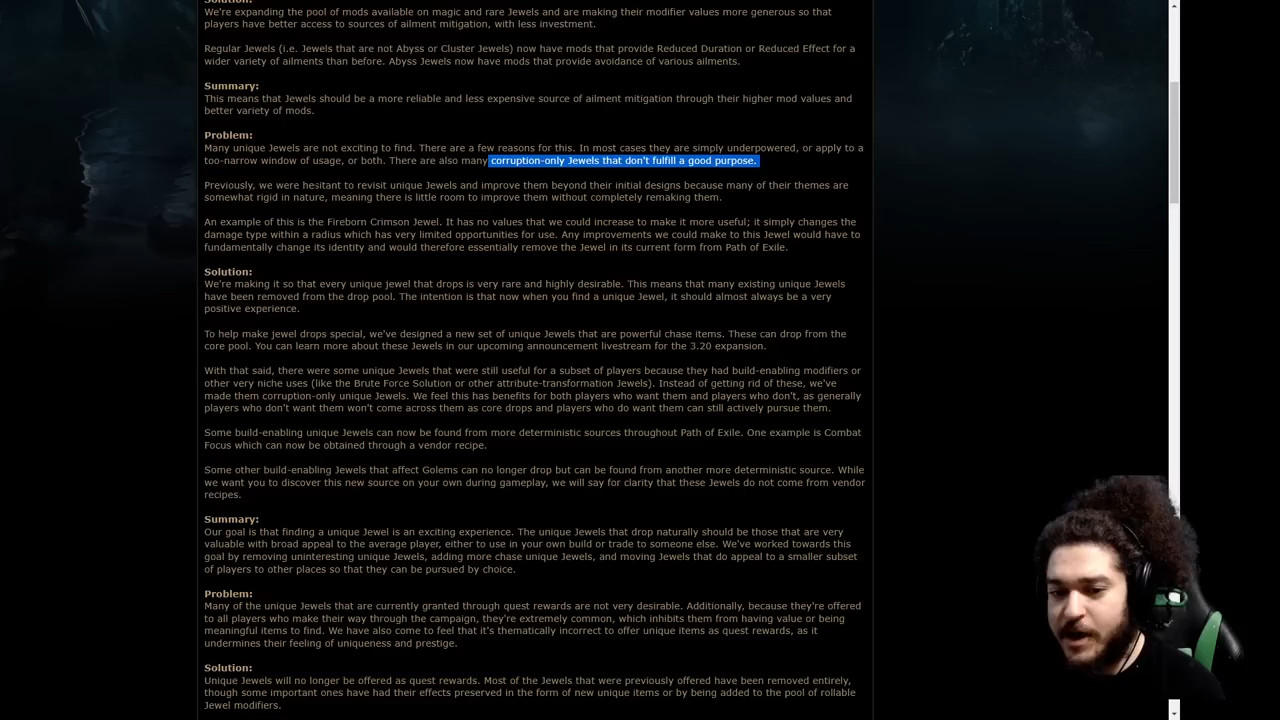 Solution:
We're expanding the pool of mods available on magic and rare Jewels and are making their modifier values more generous so that
players have better access to sources of ailment mitigation, with less investment.
Regular Jewels (i.e. Jewels that are not Abyss or Cluster Jewels) now have mods that provide Reduced Duration or Reduced Effect for a
wider variety of ailments than before. Abyss Jewels now have mods that provide avoidance of various ailments.
Summary:
This means that Jewels should be a more reliable and less expensive source of ailment mitigation through their higher mod values and
better variety of mods.
Problem:
Many unique Jewels are not exciting to find. There are a few reasons for this. In most cases they are simply underpowered, or apply to a
too-narrow window of usage, or both. There are also many corruption-only Jewels that don't fulfill a good purpose.
Previously, we were hesitant to revisit unique Jewels and improve them beyond their initial designs because many of their themes are
somewhat rigid in nature, meaning there is little room to improve them without completely remaking them.
An example of this is the Fireborn Crimson Jewel. It has no values that we could increase to make it more useful; it simply changes the
damage type within a radius which has very limited opportunities for use. Any improvements we could make to this Jewel would have to
fundamentally change its identity and would therefore essentially remove the Jewel in its current form from Path of Exile.
Solution:
We're making it so that every unique jewel that drops is very rare and highly desirable. This means that many existing unique Jewels
have been removed from the drop pool. The intention is that now when you find a unique Jewel, it should almost always be a very
positive experience.
To help make jewel drops special, we've designed a new set of unique Jewels that are powerful chase items. These can drop from the
core pool. You can learn more about these Jewels in our upcoming announcement livestream for the 3.20 expansion.
With that said, there were some unique Jewels that were still useful for a subset of players because they had build-enabling modifiers or
other very niche uses (like the Brute Force Solution or other attribute-transformation Jewels). Instead of getting rid of these, we've
made them corruption-only unique Jewels. We feel this has benefits for both players who want them and players who don't, as generally
players who don't want them won't come across them as core drops and players who do want them can still actively pursue them.
Some build-enabling unique Jewels can now be found from more deterministic sources throughout Path of Exile. One example is Combat
Focus which can now be obtained through a vendor recipe.
Some other build-enabling Jewels that affect Golems can no longer drop but can be found from another more deterministic source. While
we want you to discover this new source on your own during gameplay, we will say for clarity that these Jewels do not come from vendor
recipes.
Summary:
Our goal is that finding a unique Jewel is an exciting experience. The unique Jewels that drop naturally should be those that are very
valuable with broad appeal to the average player, either to use in your own build or trade to someone else. We've worked towards this
goal by removing uninteresting unique Jewels, adding more chase unique Jewels, and moving Jewels that do appeal to a smaller subset
of players to other places so that they can be pursued by choice.
Problem:
Many of the unique Jewels that are currently granted through quest rewards are not very desirable. Additionally, because they're offered
to all players who make their way through the campaign, they're extremely common, which inhibits them from having value or being
meaningful items to find. We have also come to feel that it's thematically incorrect to offer unique items as quest rewards, as it
undermines their feeling of uniqueness and prestige.
Solution:
Unique Jewels will no longer be offered as quest rewards. Most of the Jewels that were previously offered have been removed entirely,
though some important ones have had their effects preserved in the form of new unique items or by being added to the pool of rollable
Jewel modifiers.